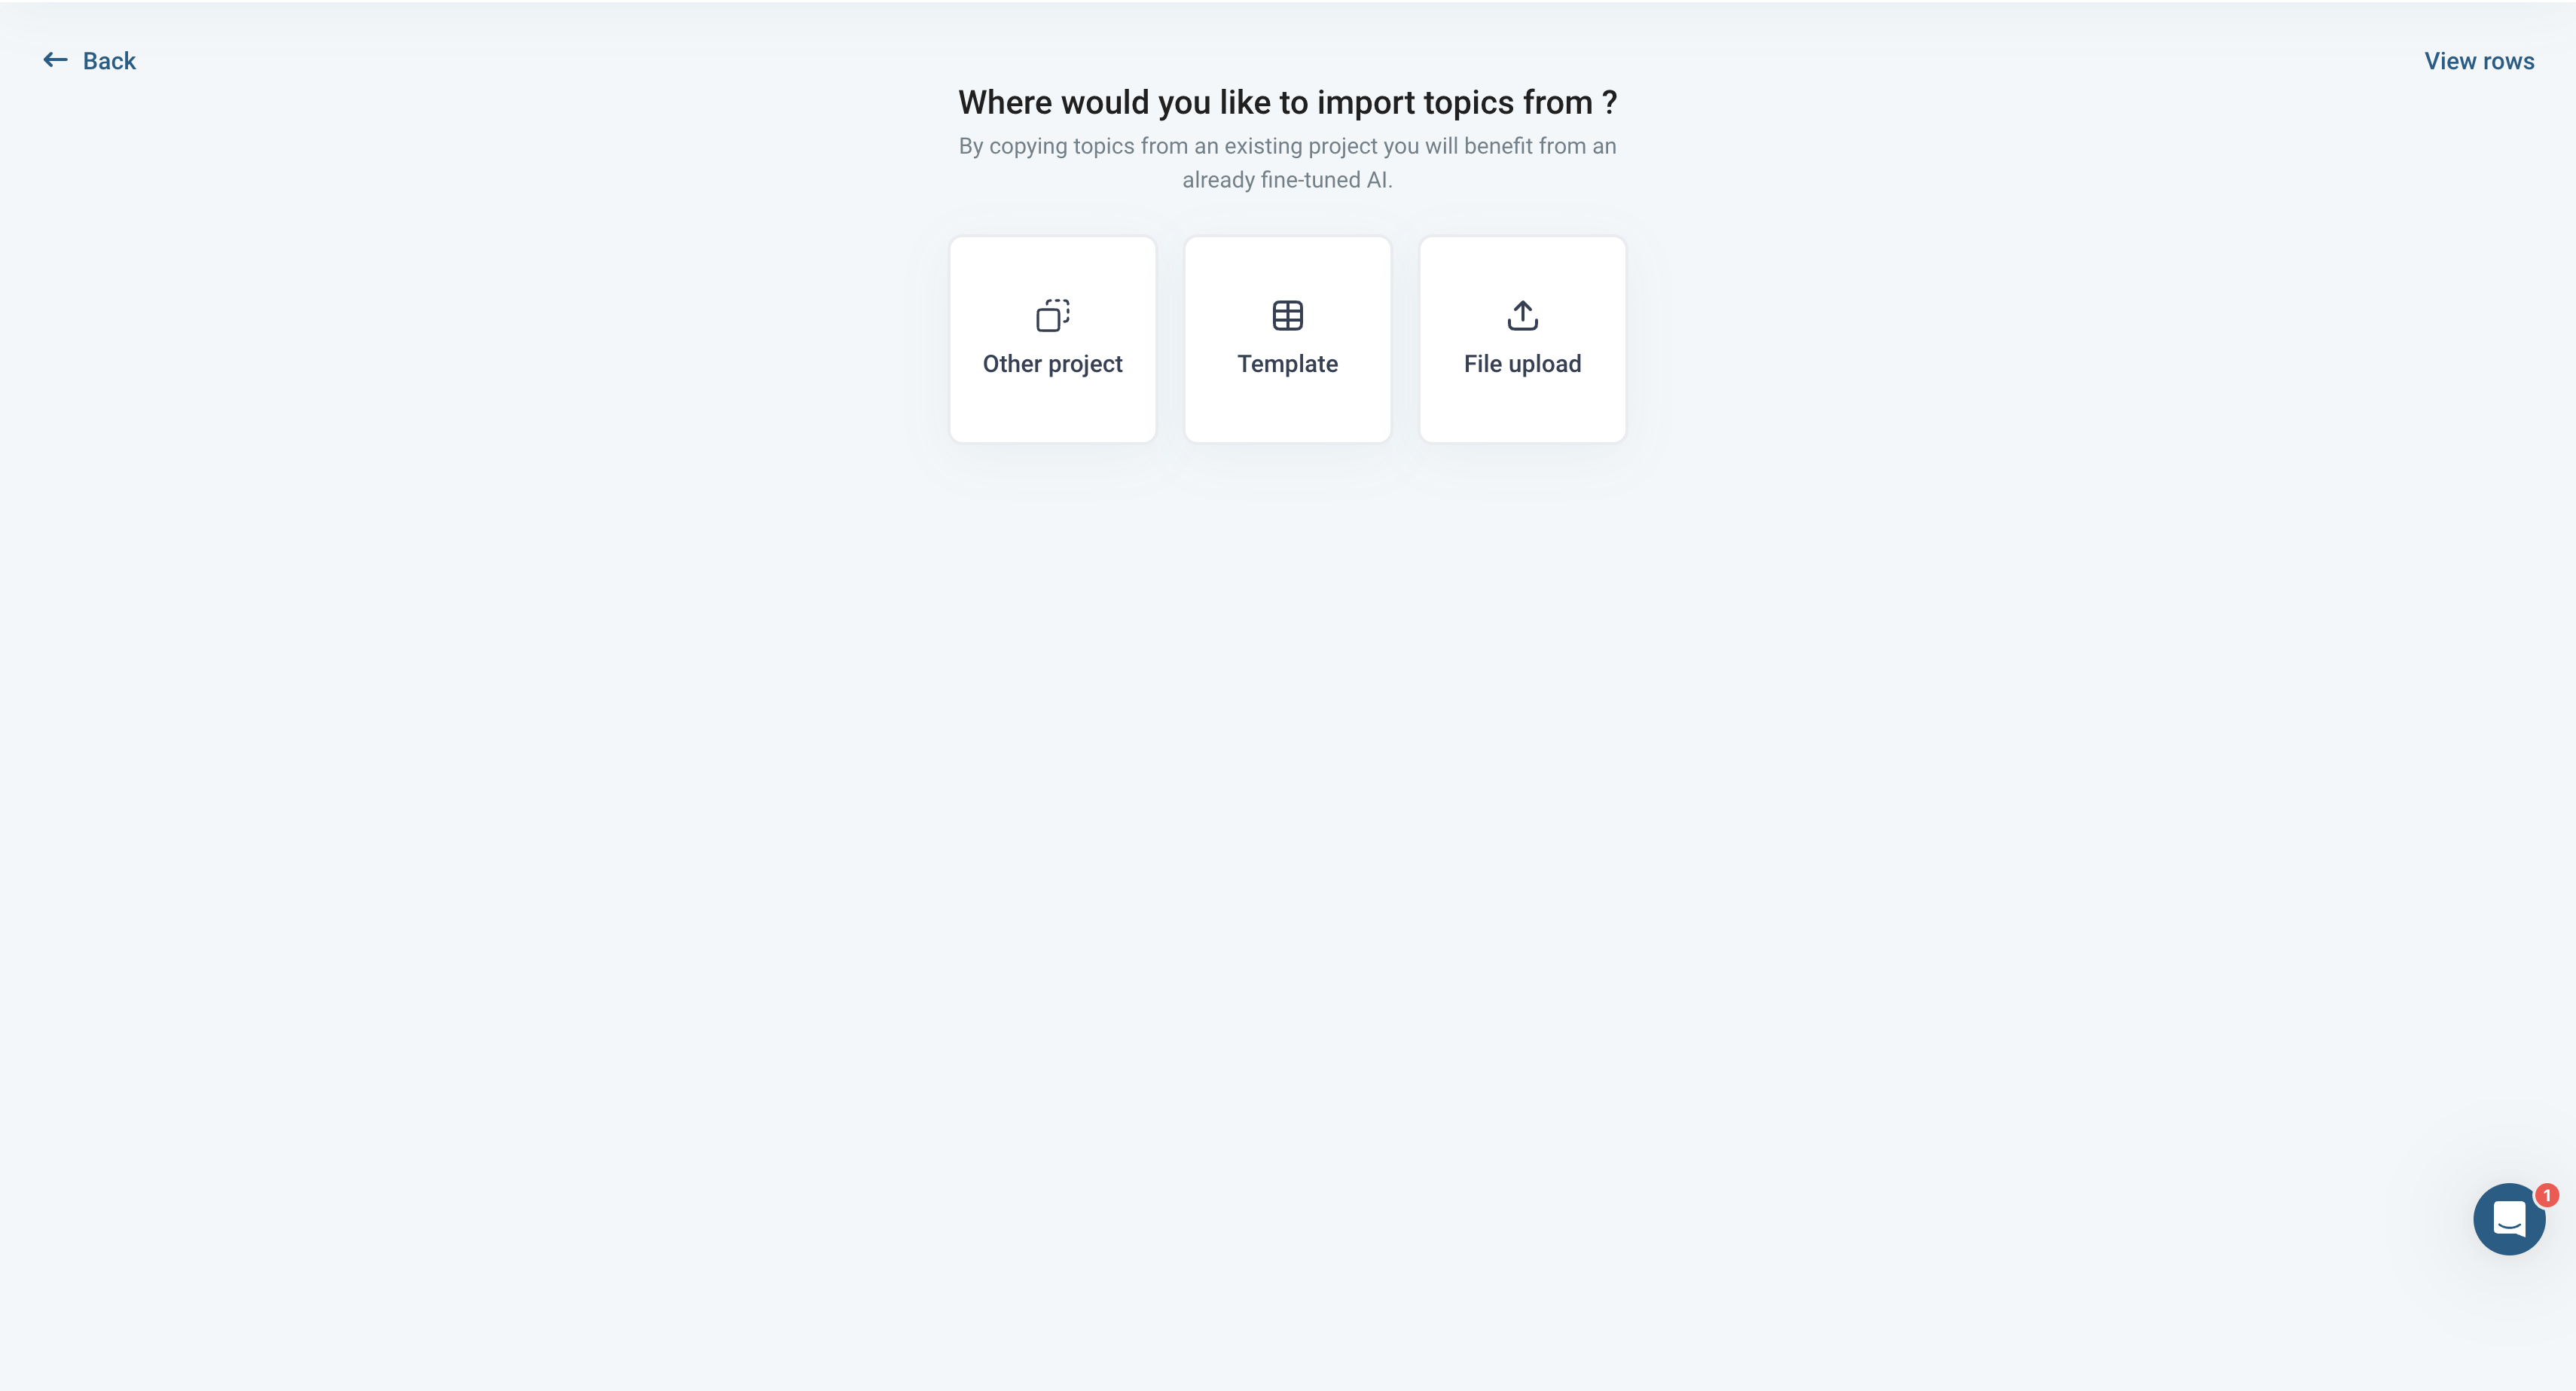 Back
View rows
Where would you like to import topics from ?
By copying topics from an existing project you will benefit from an
already fine-tuned AI.
Other project
Template
File upload
1